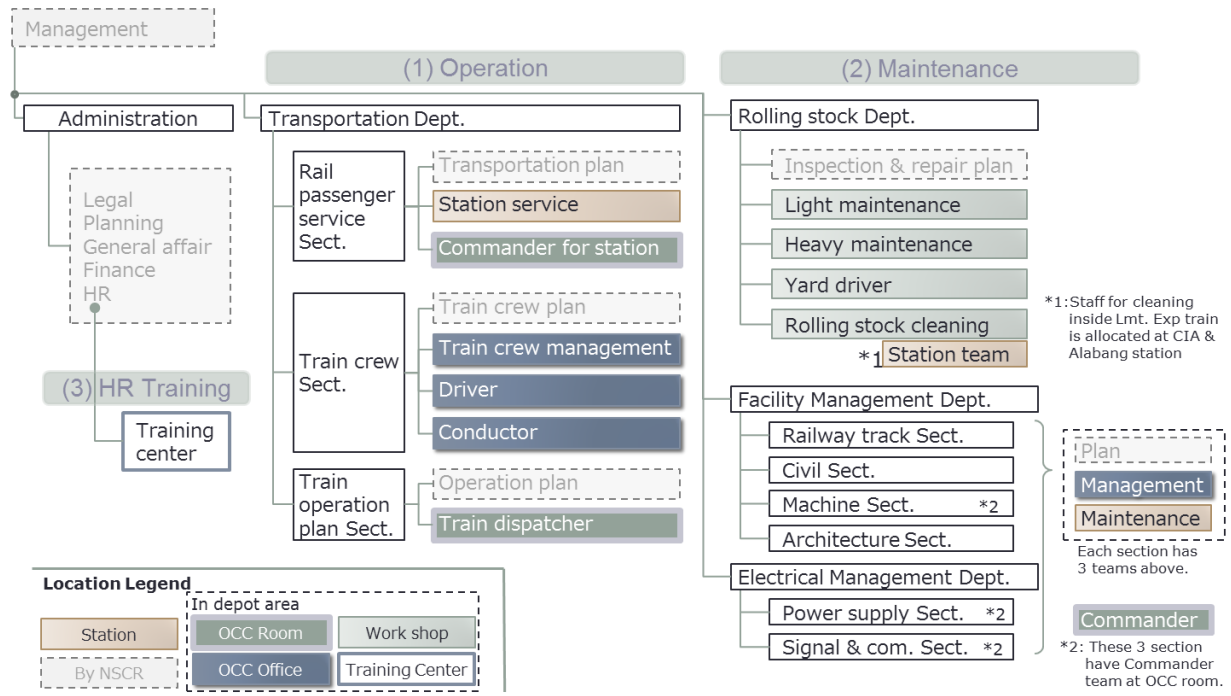 Management
(1) Operation
(2) Maintenance
Administration
Transportation Dept.
Rolling stock Dept.
Legal
Planning
General affair
Finance
HR
(3) HR Training
Training
center
Rail
passenger
service
Sect.
Transportation plan
Station service
Commander for station
Train crew
Sect.
Train crew plan
Train crew management
Driver
Conductor
Train
operation
plan Sect.
Operation plan
Train dispatcher
Inspection & repair plan
Light maintenance
Heavy maintenance
Yard driver
Rolling stock cleaning
*1 Station team
*1:Staff for cleaning
inside Lmt. Exp train
is allocated at CIA &
Alabang station
Facility Management Dept.
Railway track Sect.
Civil Sect.
Machine Sect. *2
Architecture Sect.
Electrical Management Dept.
Power supply Sect. *2
Signal & com. Sect. *2
Plan
Management
Maintenance
Each section has
3 teams above.
Commander
*2: These 3 section
have Commander
team at OCC room.
Location Legend
In depot area
Station
OCC Room
Work shop
By NSCR
OCC Office
Training Center